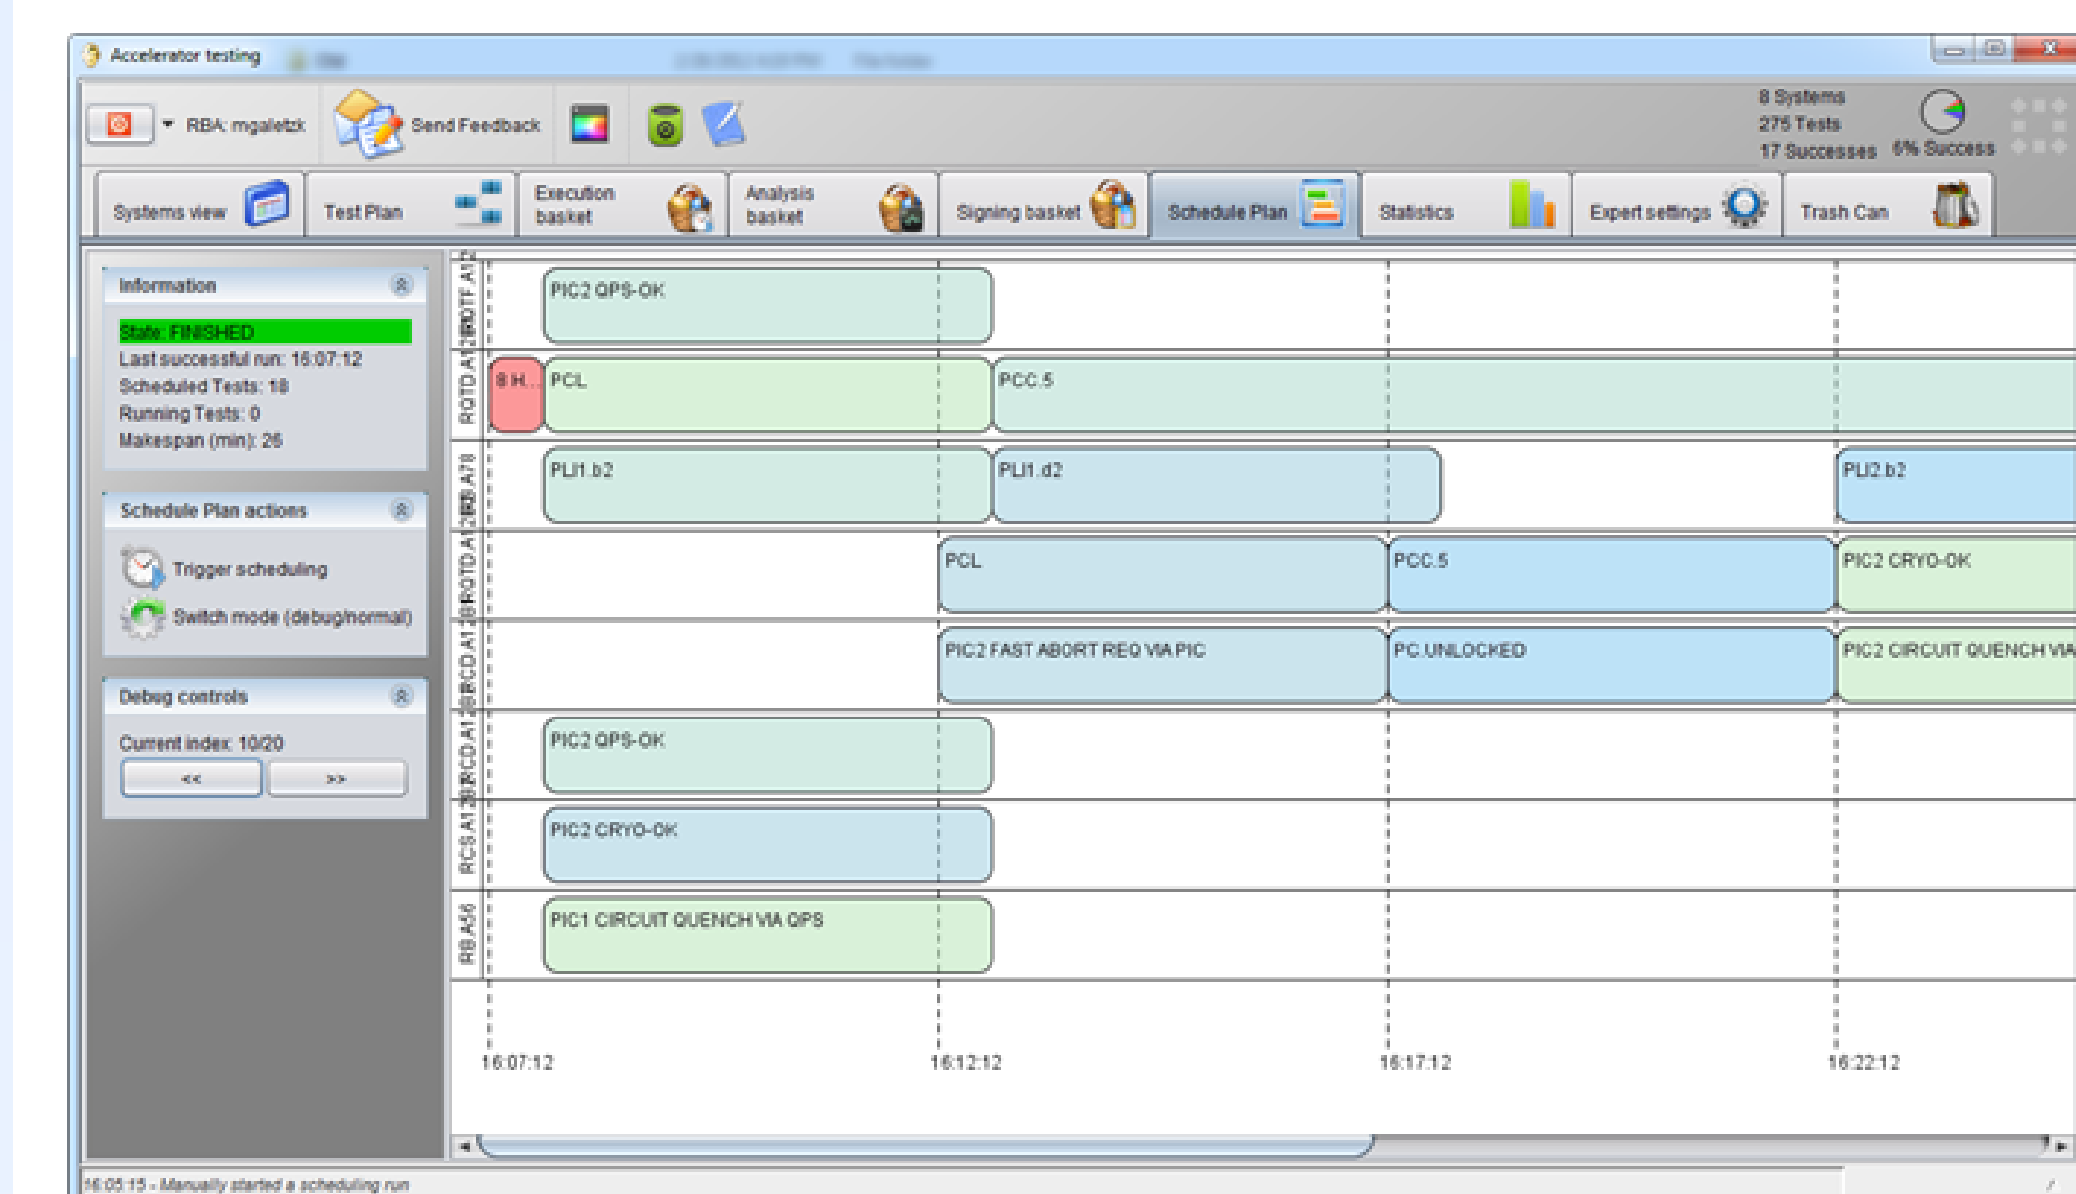 Accelerator testing
RBA: mgaletzk
Send Feedback
8 Systems
275 Tests
17 Successes
6% Success
Systems view
Test Plan
Execution
basket
Analysis
basket
Signing basket
Schedule Plan
Statistics
Expert settings
Trash Can
Information
State: FINISHED
Last successful run: 16:07:12
Scheduled Tests: 18
Running Tests: 0
Makespan (min): 26
Schedule Plan actions
Trigger scheduling
Switch mode (debug/normal)
Debug controls
Current index: 10/20
<<
>>
PIC2 QPS-OK
8 H...
PCL
PCC.5
PLI1.b2
PLI1.d2
PLI2.b2
PCL
PCC.5
PIC2 CRYO-OK
PIC2 FAST ABORT REQ VIA PIC
PC.UNLOCKED
PIC2 CIRCUIT QUENCH VIA
PIC2 QPS-OK
PIC2 CRYO-OK
RB.A56
PIC1 CIRCUIT QUENCH VIA QPS
16:07:12
16:12:12
16:17:12
16:22:12
16:05:15 - Manually started a scheduling run